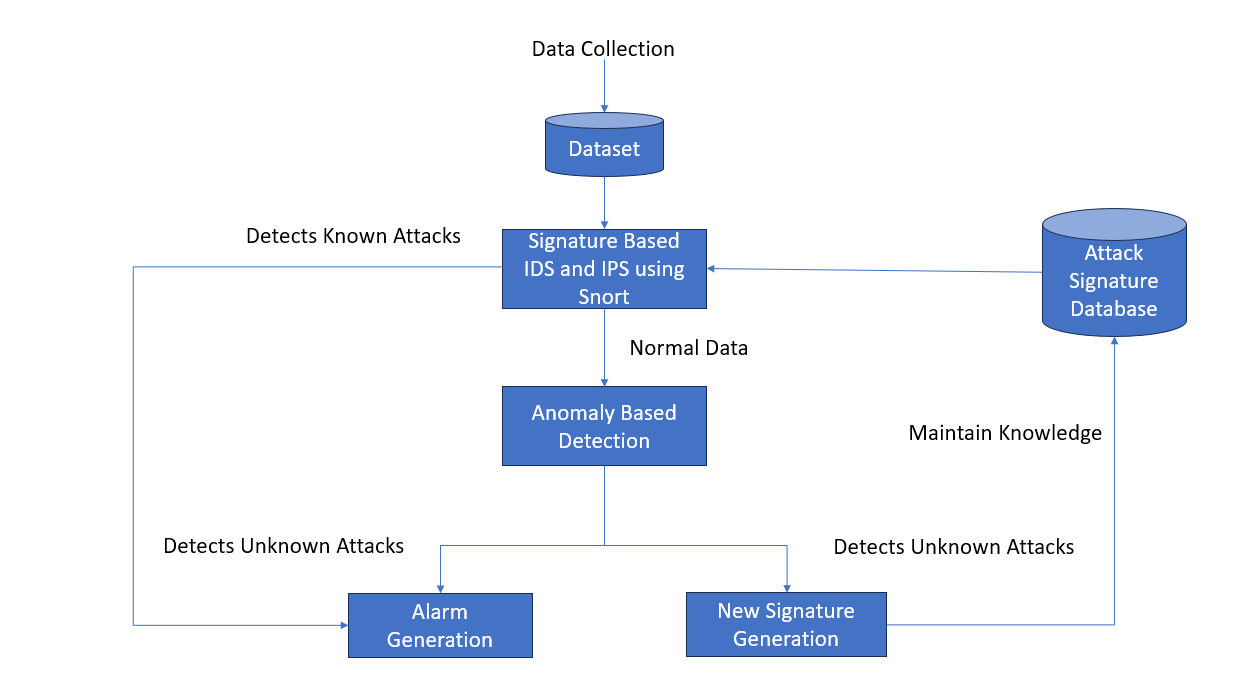 Data Collection
Dataset
Detects Known Attacks
Signature Based
IDS and IPS using
Snort
Attack
Signature
Database
Normal Data
Anomaly Based
Detection
Maintain Knowledge
Detects Unknown Attacks
Detects Unknown Attacks
Alarm
Generation
New Signature
Generation